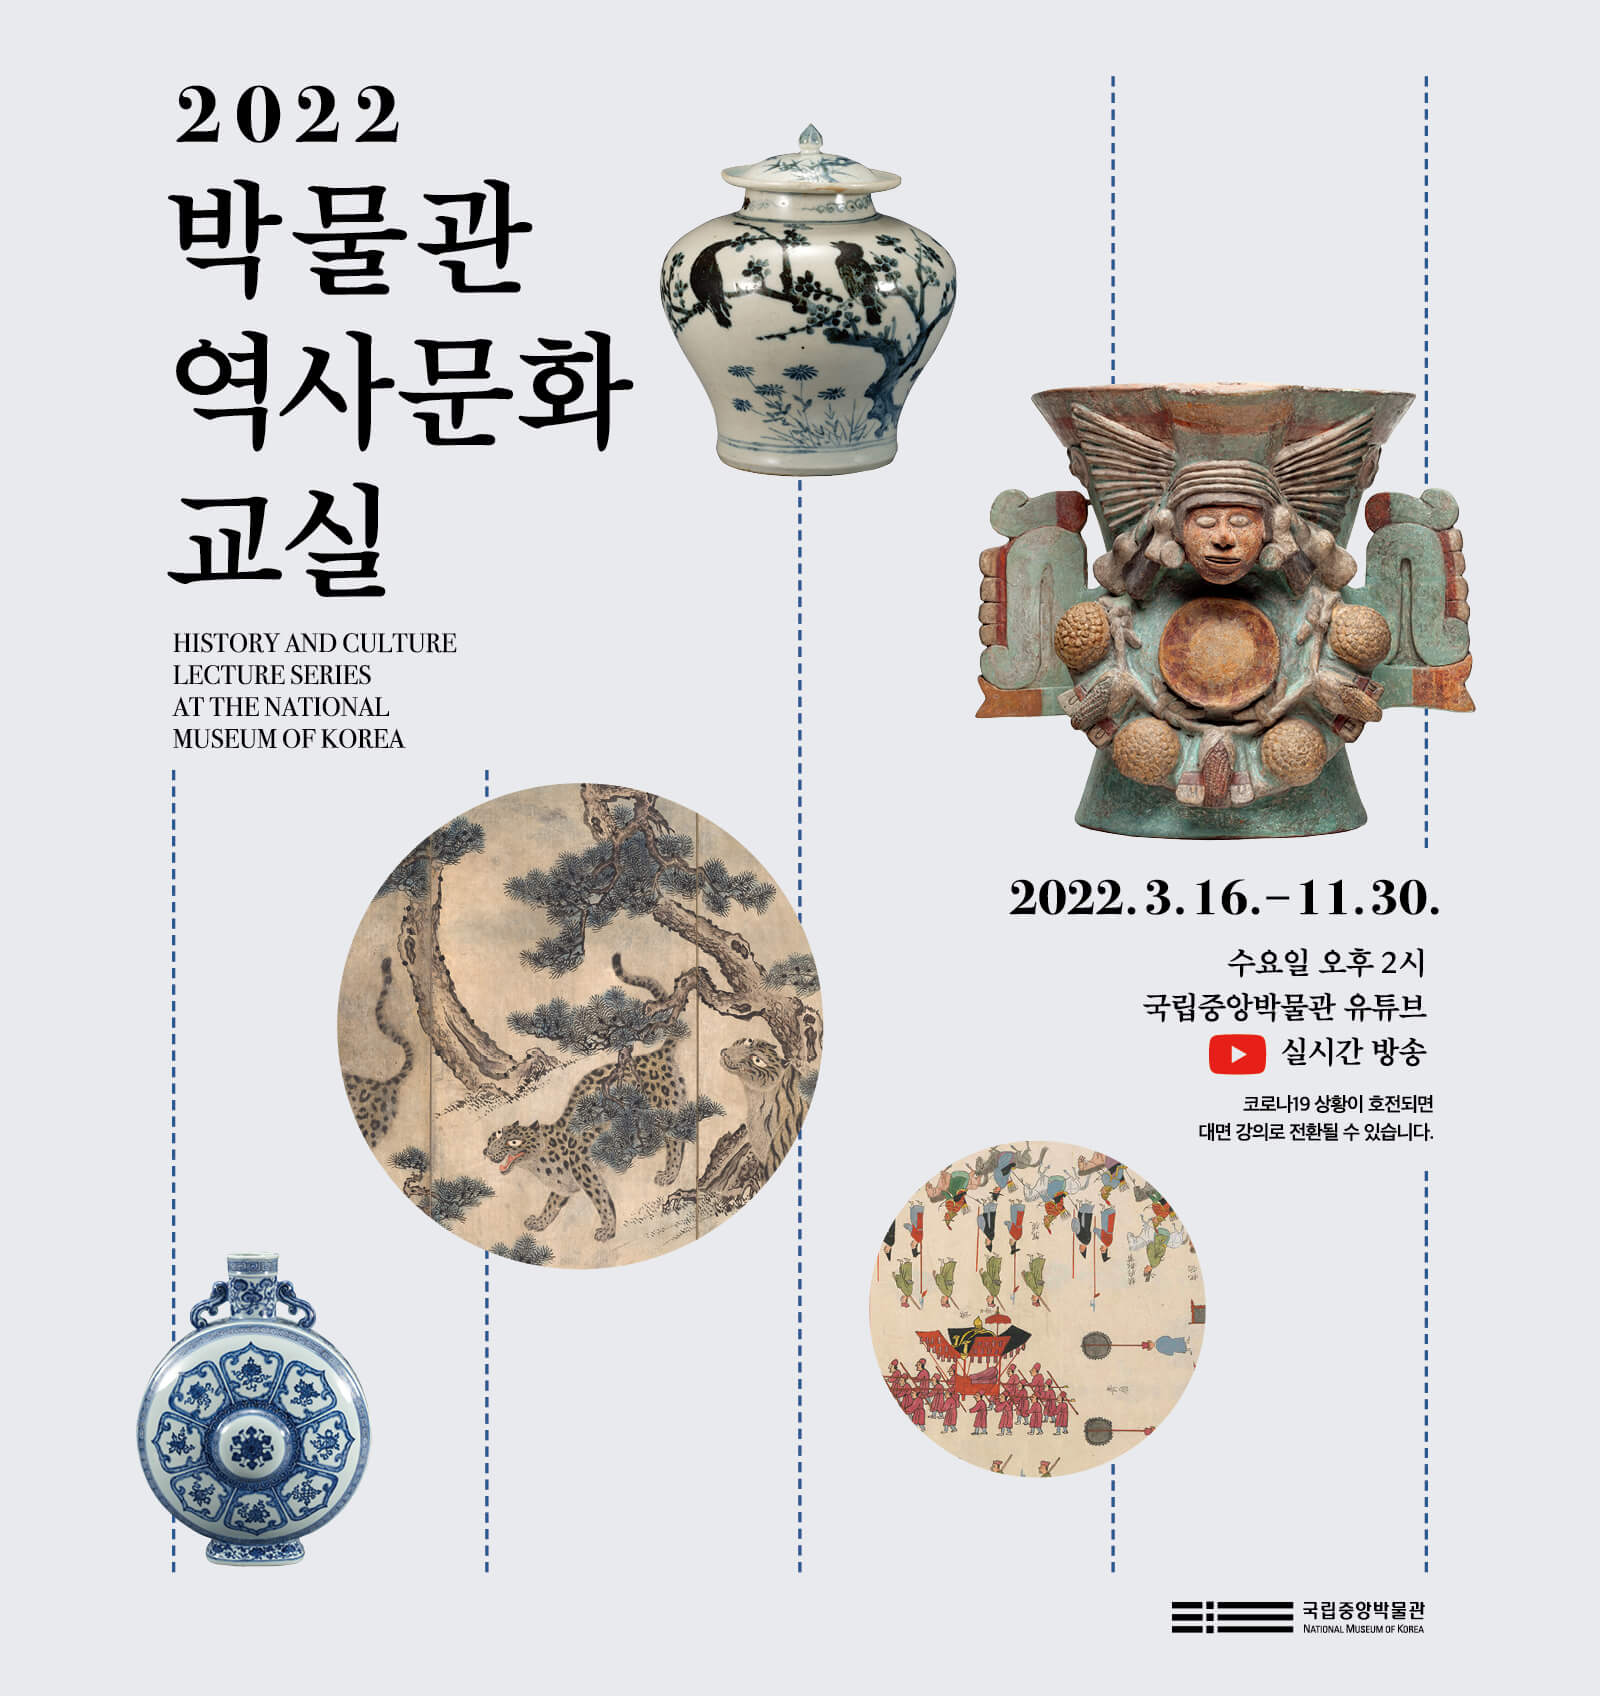 2022
박물관
역사문화
교실
HISTORY AND CULTURE
LECTURE SERIES
AT THE NATIONAL
MUSEUM OF KOREA
2022. 3. 16. – 11. 30.
수요일 오후 2시
국립중앙박물관 유튜브
실시간 방송
코로나19 상황이 호전되면
대면 강의로 전환될 수 있습니다.
국립중앙박물관
NATIONAL MUSEUM OF KOREA